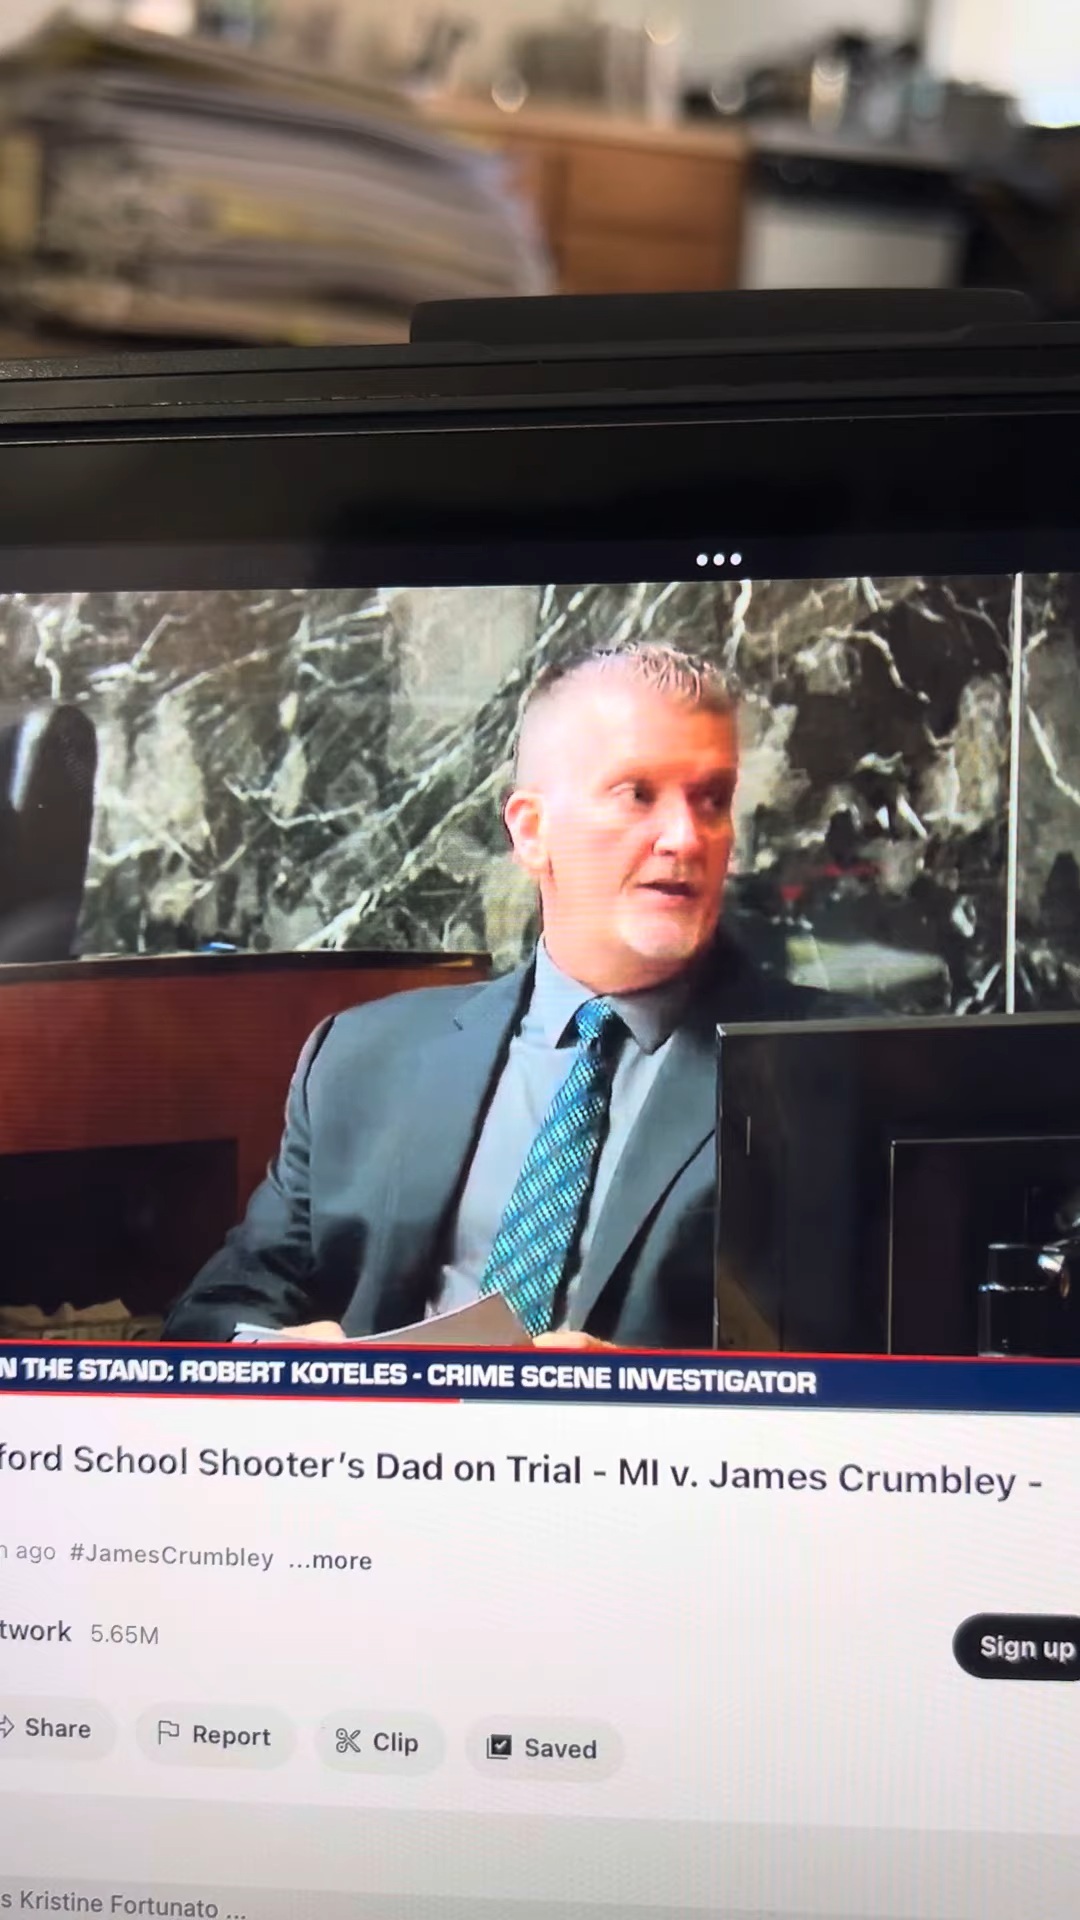 N THE STAND: ROBERT KOTELES - CRIME SCENE INVESTIGATOR
ford School Shooter's Dad on Trial - MI v. James Crumbley -
ago #JamesCrumbley ...more
twork 5.65M
Sign up
Share Report Clip Saved
s Kristine Fortunato ...